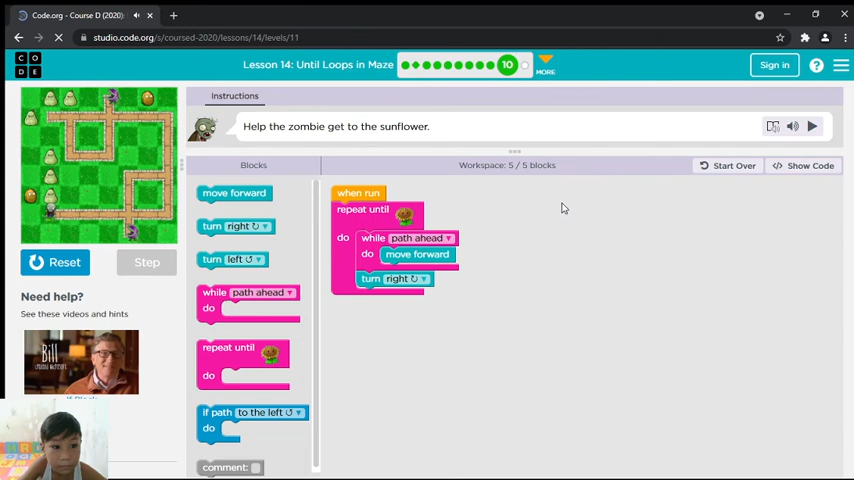 Code.org - Course D (2020):
studio.code.org/s/coursed-2020/lessons/14/levels/11
C O
D E
Lesson 14: Until Loops in Maze
10
MORE
Sign in
Instructions
Help the zombie get to the sunflower.
Blocks
Workspace: 5 / 5 blocks
Start Over
Show Code
move forward
turn right
turn left
while path ahead
do
repeat until
do
if path to the left
do
comment:
when run
repeat until
do while path ahead
do move forward
turn right
Reset
Step
Need help?
See these videos and hints
Bill